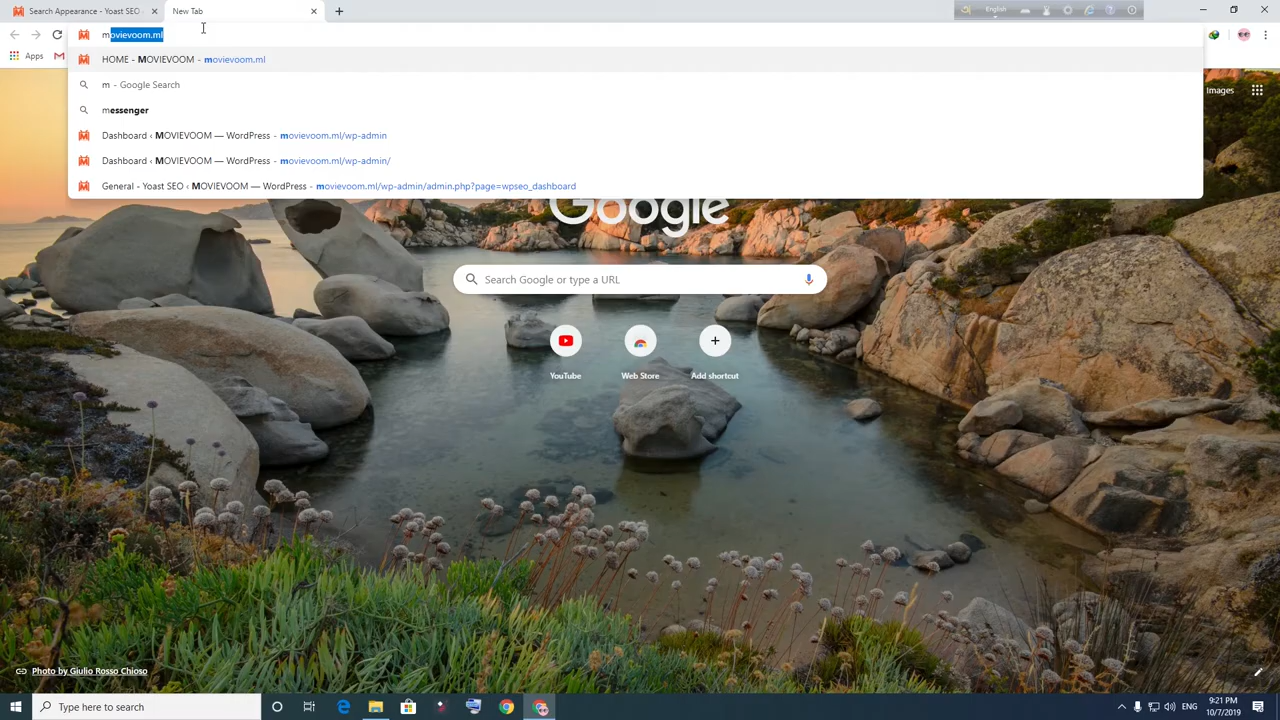 Search Appearance - Yoast SEO
New Tab
English
movievoom.ml
Apps
HOME - MOVIEVOOM - movievoom.ml
m - Google Search
messenger
Dashboard ‹ MOVIEVOOM — WordPress - movievoom.ml/wp-admin
Dashboard ‹ MOVIEVOOM — WordPress - movievoom.ml/wp-admin/
General - Yoast SEO ‹ MOVIEVOOM — WordPress - movievoom.ml/wp-admin/admin.php?page=wpseo_dashboard
Images
Google
Search Google or type a URL
YouTube
Web Store
Add shortcut
Photo by Giulio Rosso Chioso
Type here to search
ENG
9:21 PM
10/7/2019